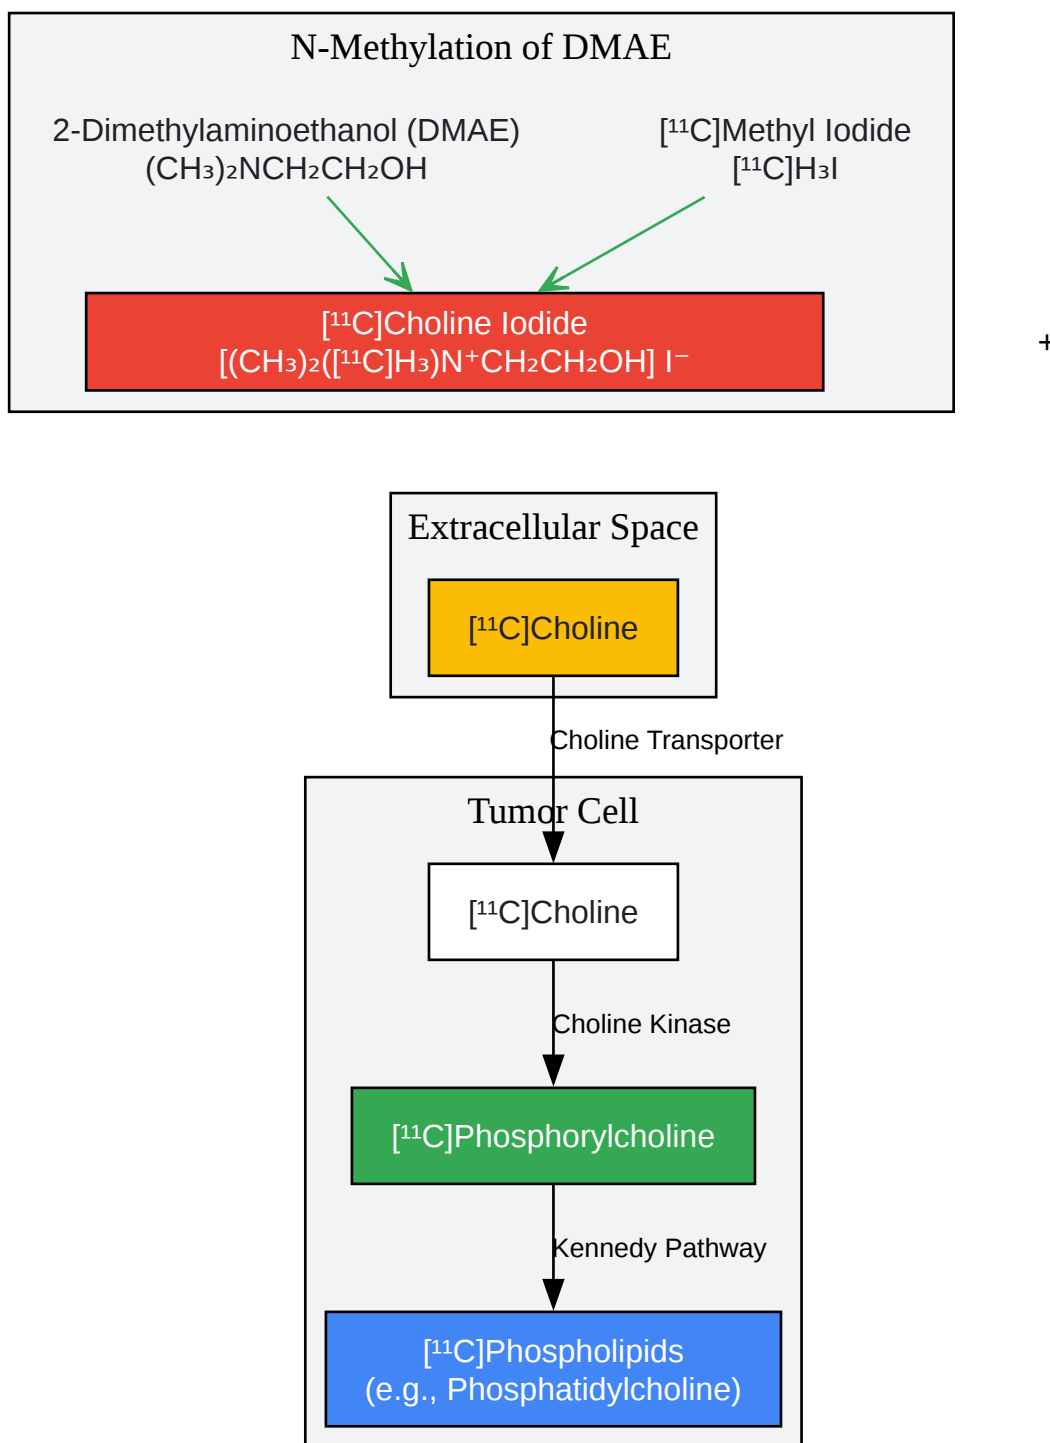 N-Methylation of DMAE
2-Dimethylaminoethanol (DMAE)
(CH₃)₂NCH₂CH₂OH
[¹¹C]Methyl Iodide
[¹¹C]H₃I
[¹¹C]Choline Iodide
[(CH₃)₂([¹¹C]H₃)N⁺CH₂CH₂OH] I⁻
+
Extracellular Space
[¹¹C]Choline
Choline Transporter
Tumor Cell
[¹¹C]Choline
Choline Kinase
[¹¹C]Phosphorylcholine
Kennedy Pathway
[¹¹C]Phospholipids
(e.g., Phosphatidylcholine)